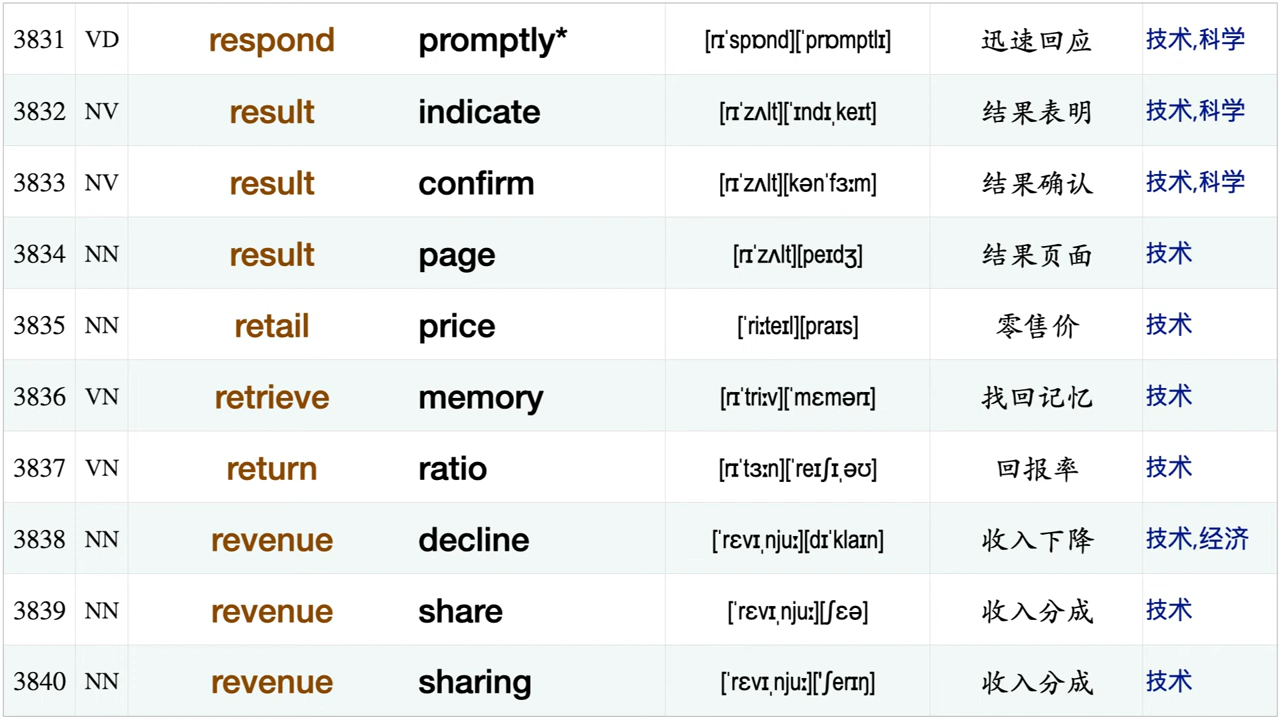 3831 VD respond promptly* [rɪˈspɒnd][ˈprɒmptlɪ] 迅速回应 技术,科学
3832 NV result indicate [rɪˈzʌlt][ˈɪndɪˌkeɪt] 结果表明 技术,科学
3833 NV result confirm [rɪˈzʌlt][kənˈfɜːm] 结果确认 技术,科学
3834 NN result page [rɪˈzʌlt][peɪdʒ] 结果页面 技术
3835 NN retail price [ˈriːteɪl][praɪs] 零售价 技术
3836 VN retrieve memory [rɪˈtriːv][ˈmɛmərɪ] 找回记忆 技术
3837 VN return ratio [rɪˈtɜːn][ˈreɪʃɪˌəʊ] 回报率 技术
3838 NN revenue decline [ˈrɛvɪˌnjuː][dɪˈklaɪn] 收入下降 技术,经济
3839 NN revenue share [ˈrɛvɪˌnjuː][ʃɛə] 收入分成 技术
3840 NN revenue sharing [ˈrɛvɪˌnjuː]['ʃerɪŋ] 收入分成 技术